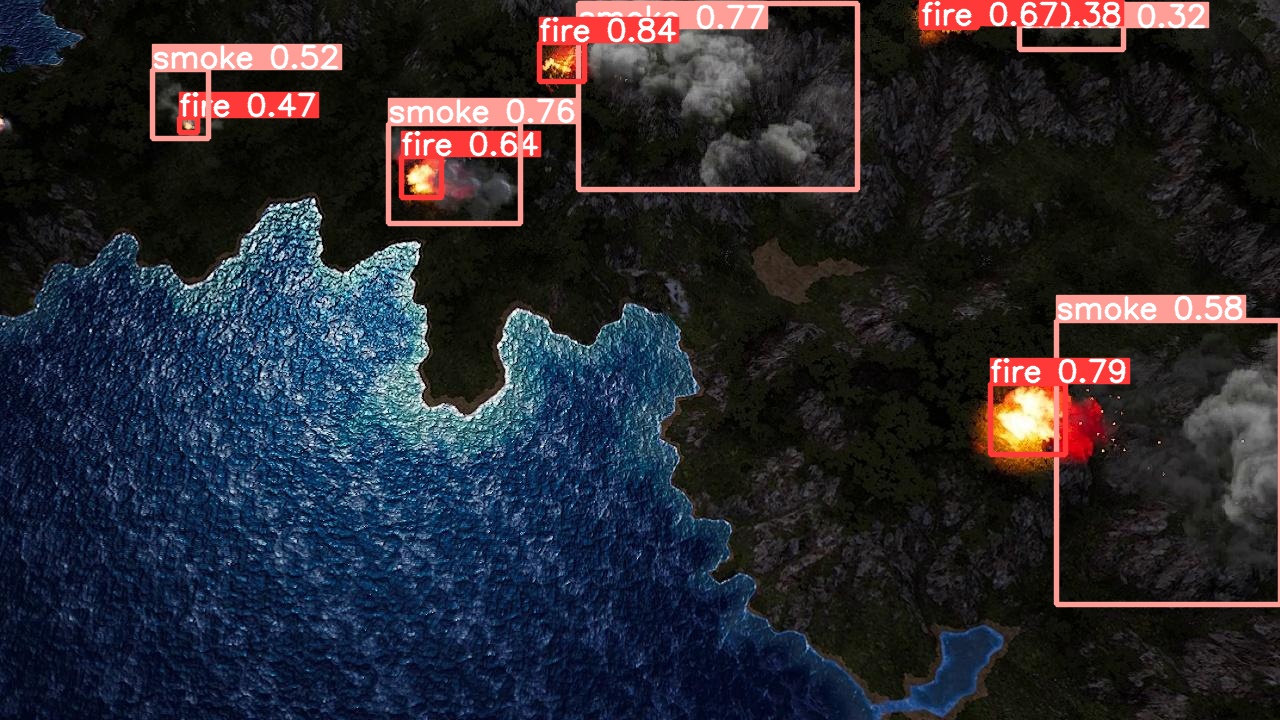 smoke 0.77
fire 0.84
fire 0.67
.38
0.32
smoke 0.52
fire 0.47
smoke 0.76
fire 0.64
smoke 0.58
fire 0.79